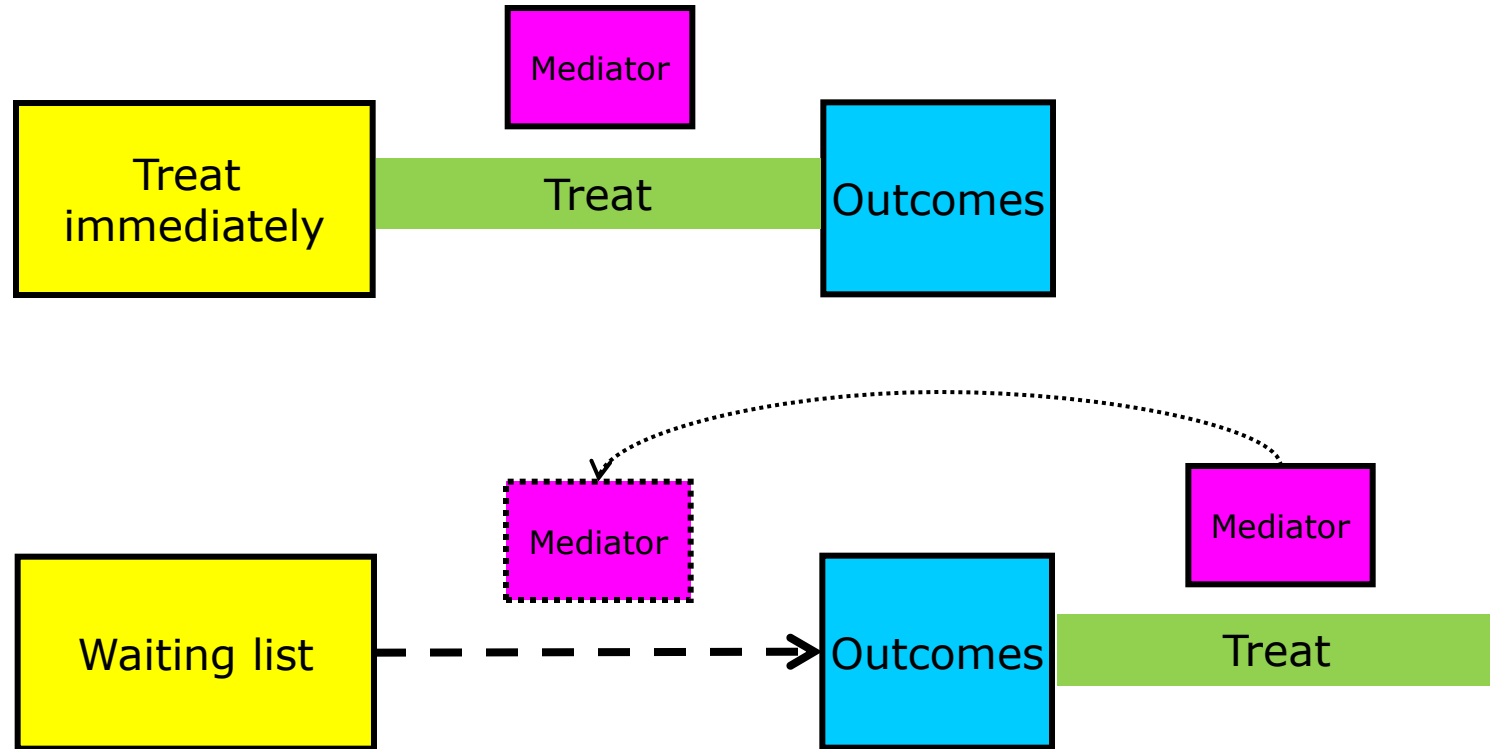 Mediator
Treat
immediately
Treat
Outcomes
Mediator
Mediator
Waiting list
Outcomes
Treat